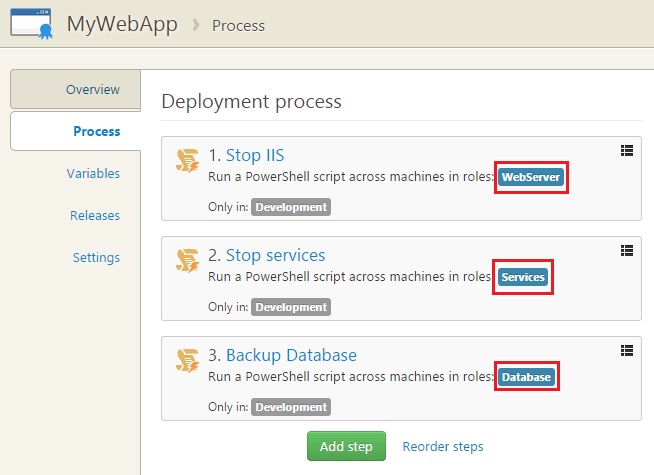 MyWebApp > Process
Overview
Process
Variables
Releases
Settings
Deployment process
1. Stop IIS
Run a PowerShell script across machines in roles: WebServer
Only in: Development
2. Stop services
Run a PowerShell script across machines in roles: Services
Only in: Development
3. Backup Database
Run a PowerShell script across machines in roles: Database
Only in: Development
Add step Reorder steps